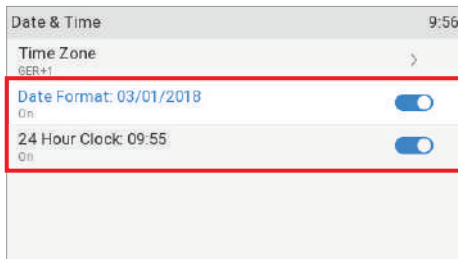 Date & Time 9:56
Time Zone
GER+1
Date Format: 03/01/2018
On
24 Hour Clock: 09:55
On